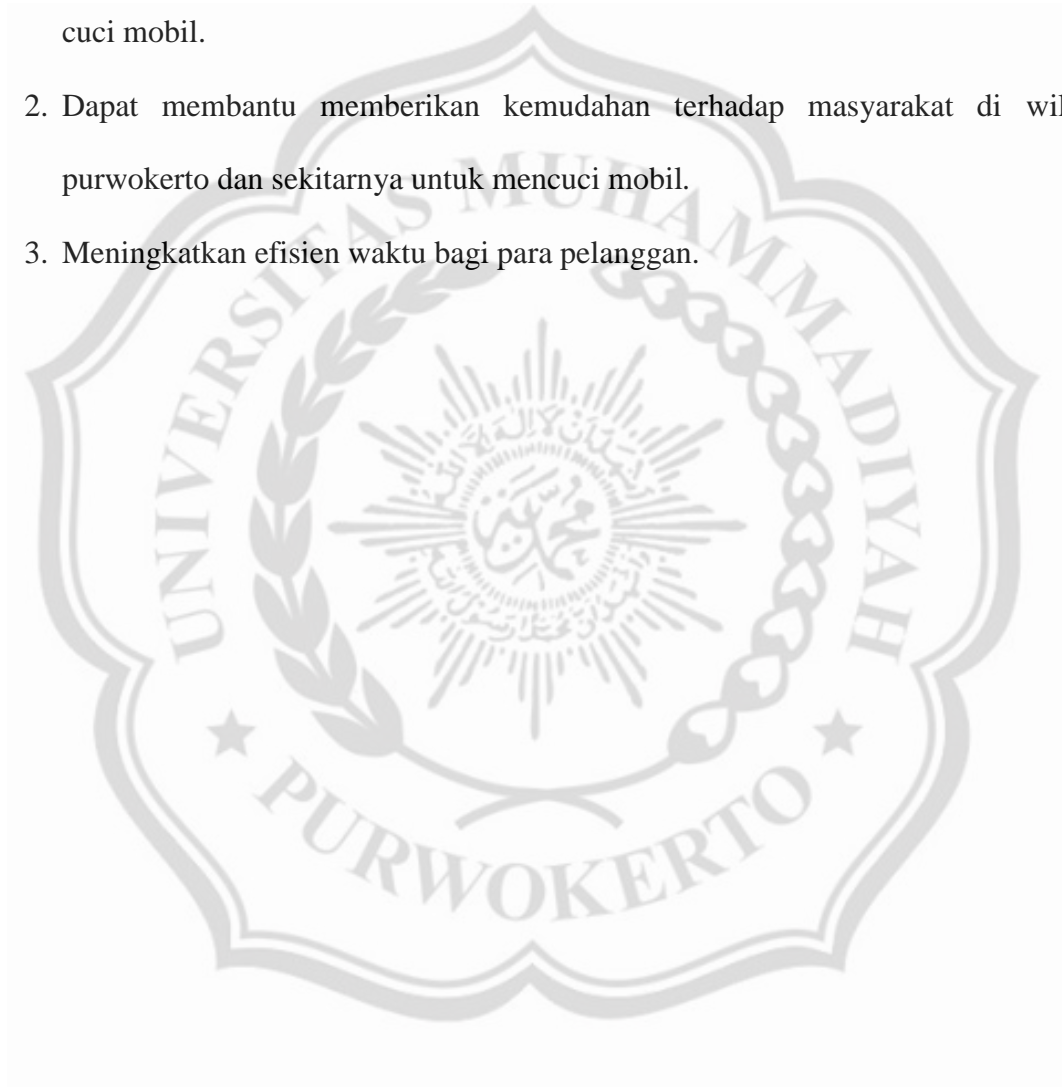 cuci mobil.
2. Dapat membantu memberikan kemudahan terhadap masyarakat di
purwokerto dan sekitarnya untuk mencuci mobil.
3. Meningkatkan efisien waktu bagi para pelanggan.
UNIVERSITAS MUHAMMADIYAH
PURWOKERTO